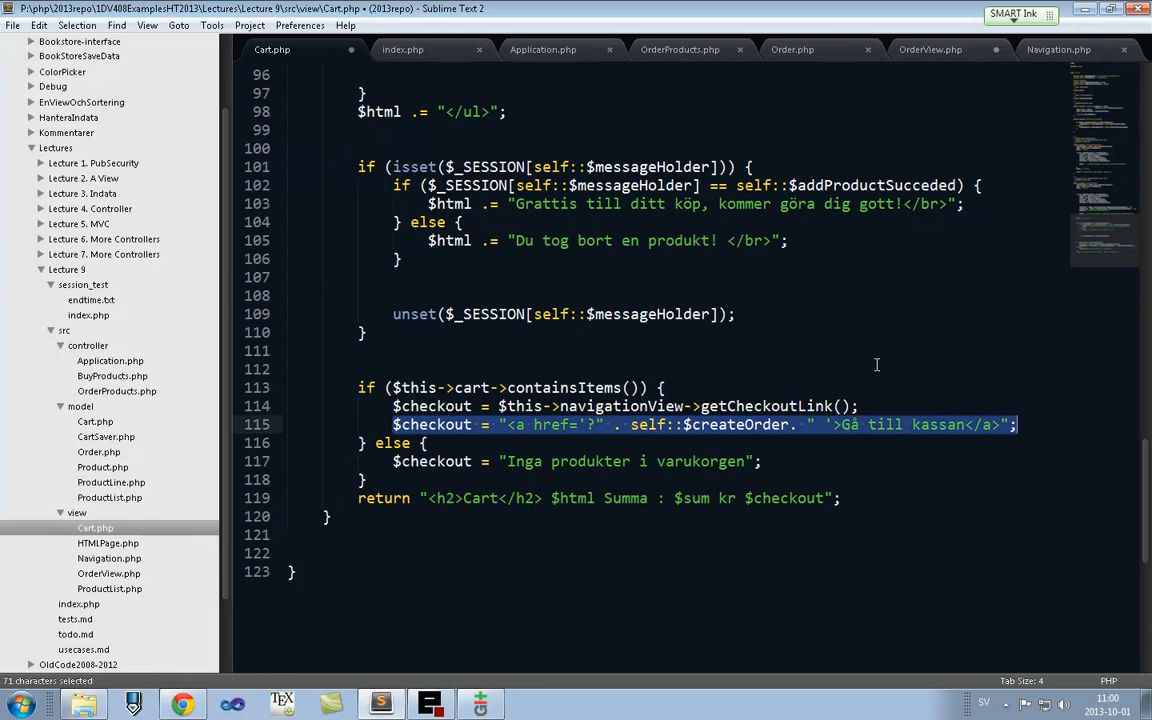 P:\php\2013repo\1DV408ExamplesHT2013\Lectures\Lecture 9\src\view\Cart.php • (2013repo) - Sublime Text 2
SMART Ink
File Edit Selection Find View Goto Tools Project Preferences Help
Cart.php index.php Application.php OrderProducts.php Order.php OrderView.php Navigation.php
Bookstore-interface
BookStoreSaveData
ColorPicker
Debug
EnViewOchSortering
HanteraIndata
Kommentarer
Lectures
Lecture 1. PubSecurity
Lecture 2. A View
Lecture 3. Indata
Lecture 4. Controller
Lecture 5. MVC
Lecture 6. More Controllers
Lecture 7. More Controllers
Lecture 9
session_test
endtime.txt
index.php
src
controller
Application.php
BuyProducts.php
OrderProducts.php
model
Cart.php
CartSaver.php
Order.php
Product.php
ProductLine.php
ProductList.php
view
Cart.php
HTMLPage.php
Navigation.php
OrderView.php
ProductList.php
index.php
tests.md
todo.md
usecases.md
OldCode2008-2012
96
97 }
98 $html .= "</ul>";
99
100
101 if (isset($_SESSION[self::$messageHolder])) {
102 if ($_SESSION[self::$messageHolder] == self::$addProductSucceded) {
103 $html .= "Grattis till ditt köp, kommer göra dig gott!</br>";
104 } else {
105 $html .= "Du tog bort en produkt! </br>";
106 }
107
108
109 unset($_SESSION[self::$messageHolder]);
110 }
111
112
113 if ($this->cart->containsItems()) {
114 $checkout = $this->navigationView->getCheckoutLink();
115 $checkout = "<a href='?" . self::$createOrder. " '>Gå till kassan</a>";
116 } else {
117 $checkout = "Inga produkter i varukorgen";
118 }
119 return "<h2>Cart</h2> $html Summa : $sum kr $checkout";
120 }
121
122
123 }
71 characters selected
Tab Size: 4
PHP
SV
11:00
2013-10-01